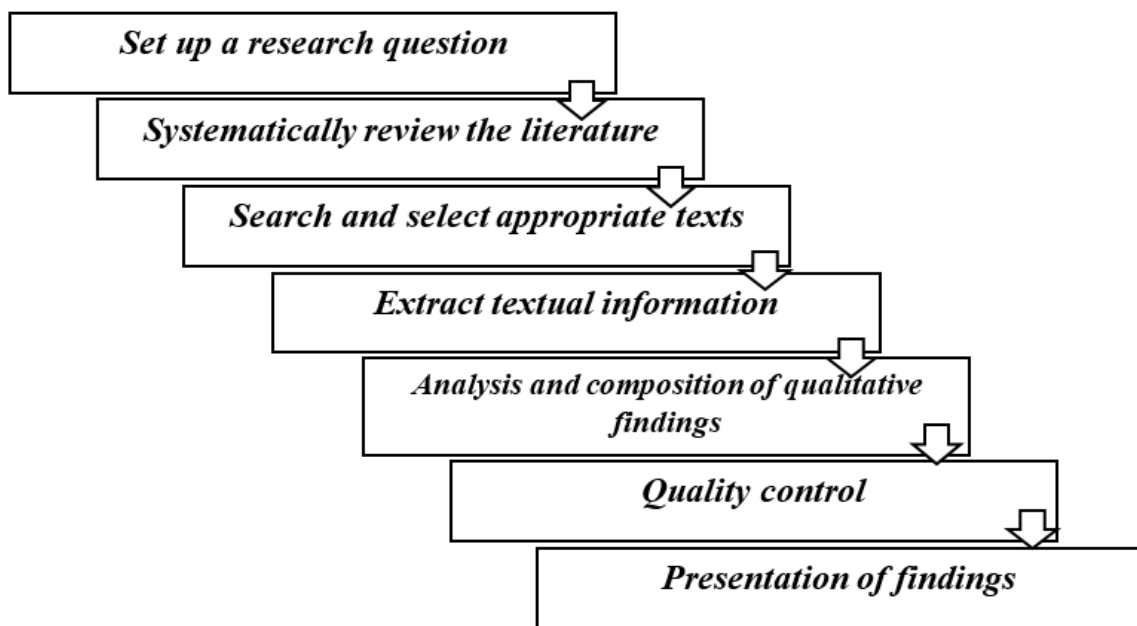 Set up a research question
Systematically review the literature
Search and select appropriate texts
Extract textual information
Analysis and composition of qualitative
findings
Quality control
Presentation of findings